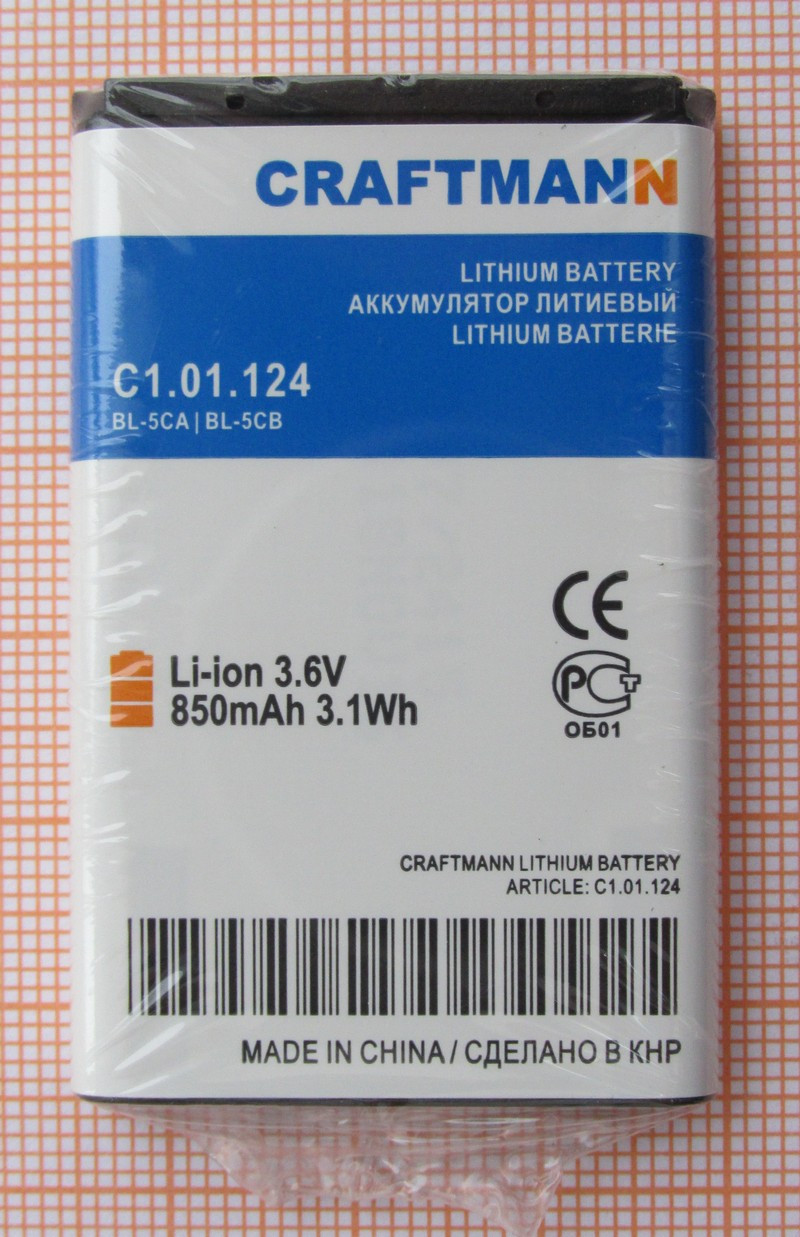 CRAFTMANN
LITHIUM BATTERY
АККУМУЛЯТОР ЛИТИЕВЫЙ
LITHIUM BATTERIE
C1.01.124
BL-5CA | BL-5CB
CE
Li-ion 3.6V
850mAh 3.1Wh
РСТ
ОБ01
CRAFTMANN LITHIUM BATTERY
ARTICLE: C1.01.124
MADE IN CHINA / СДЕЛАНО В КНР